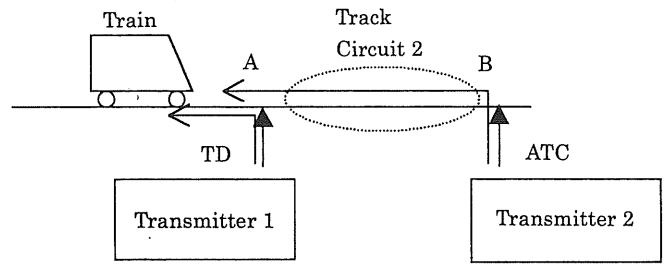 Train
Track
Circuit 2
A
B
TD
ATC
Transmitter 1
Transmitter 2